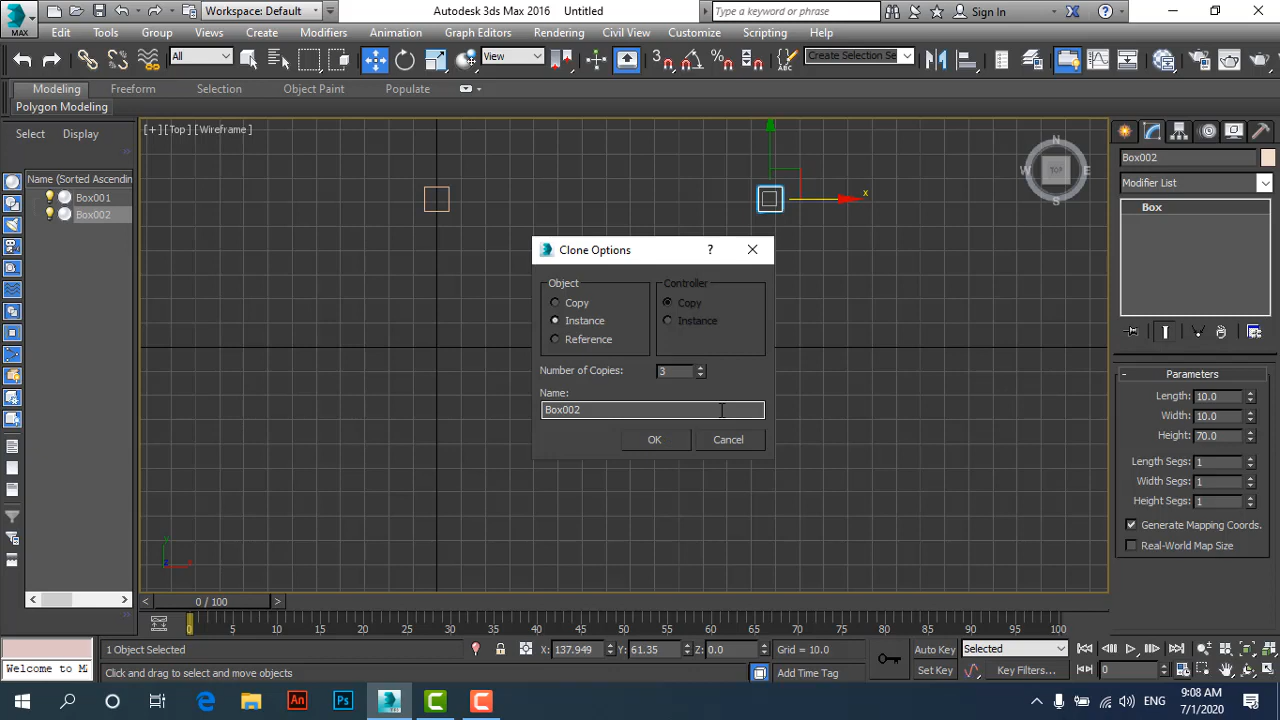 Workspace: Default
Autodesk 3ds Max 2016 Untitled
Type a keyword or phrase
Sign In
MAX
Edit Tools Group Views Create Modifiers Animation Graph Editors Rendering Civil View Customize Scripting Help
All
View
Create Selection Se
Modeling Freeform Selection Object Paint Populate
Polygon Modeling
Select Display
Name (Sorted Ascending
Box001
Box002
[+] [Top] [Wireframe]
x
N
W TOP E
S
Clone Options ?
Object
Copy
Instance
Reference
Controller
Copy
Instance
Number of Copies: 3
Name:
Box002
OK Cancel
Box002
Modifier List
Box
Parameters
Length: 10.0
Width: 10.0
Height: 70.0
Length Segs: 1
Width Segs: 1
Height Segs: 1
Generate Mapping Coords.
Real-World Map Size
0 / 100
0 5 10 15 20 25 30 35 40 45 50 55 60 65 70 75 80 85 90 95 100
1 Object Selected
X: 137.949 Y: 61.35 Z: 0.0 Grid = 10.0
Auto Key Selected
Welcome to M
Click and drag to select and move objects
Add Time Tag
Set Key Key Filters...
0
An Ps
ENG
9:08 AM
7/1/2020